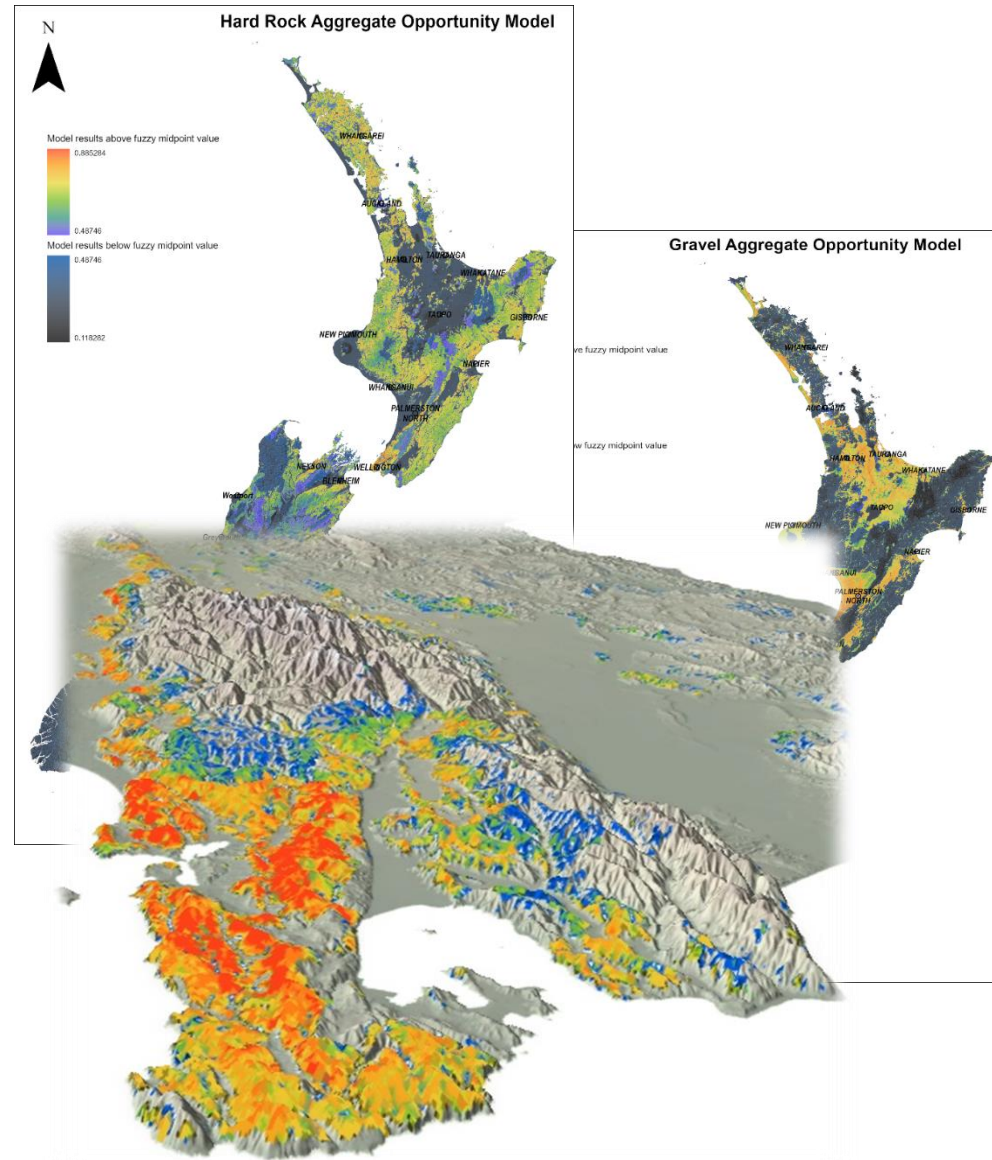 Hard Rock Aggregate Opportunity Model
N
Model results above fuzzy midpoint value
0.885284
0.48746
Model results below fuzzy midpoint value
0.48746
0.118282
WHANGAREI
AUCKLAND
HAMILTON
TAURANGA
WHAKATANE
TAUPO
GISBORNE
NEW PLYMOUTH
NAPIER
WHANGANUI
PALMERSTON
NORTH
NELSON
WELLINGTON
BLENHEIM
Westport
Gravel Aggregate Opportunity Model
ve fuzzy midpoint value
ow fuzzy midpoint value
WHANGAREI
AUCKLAND
HAMILTON
TAURANGA
WHAKATANE
TAUPO
GISBORNE
NEW PLYMOUTH
NAPIER
NGANUI
PALMERSTON
NORTH